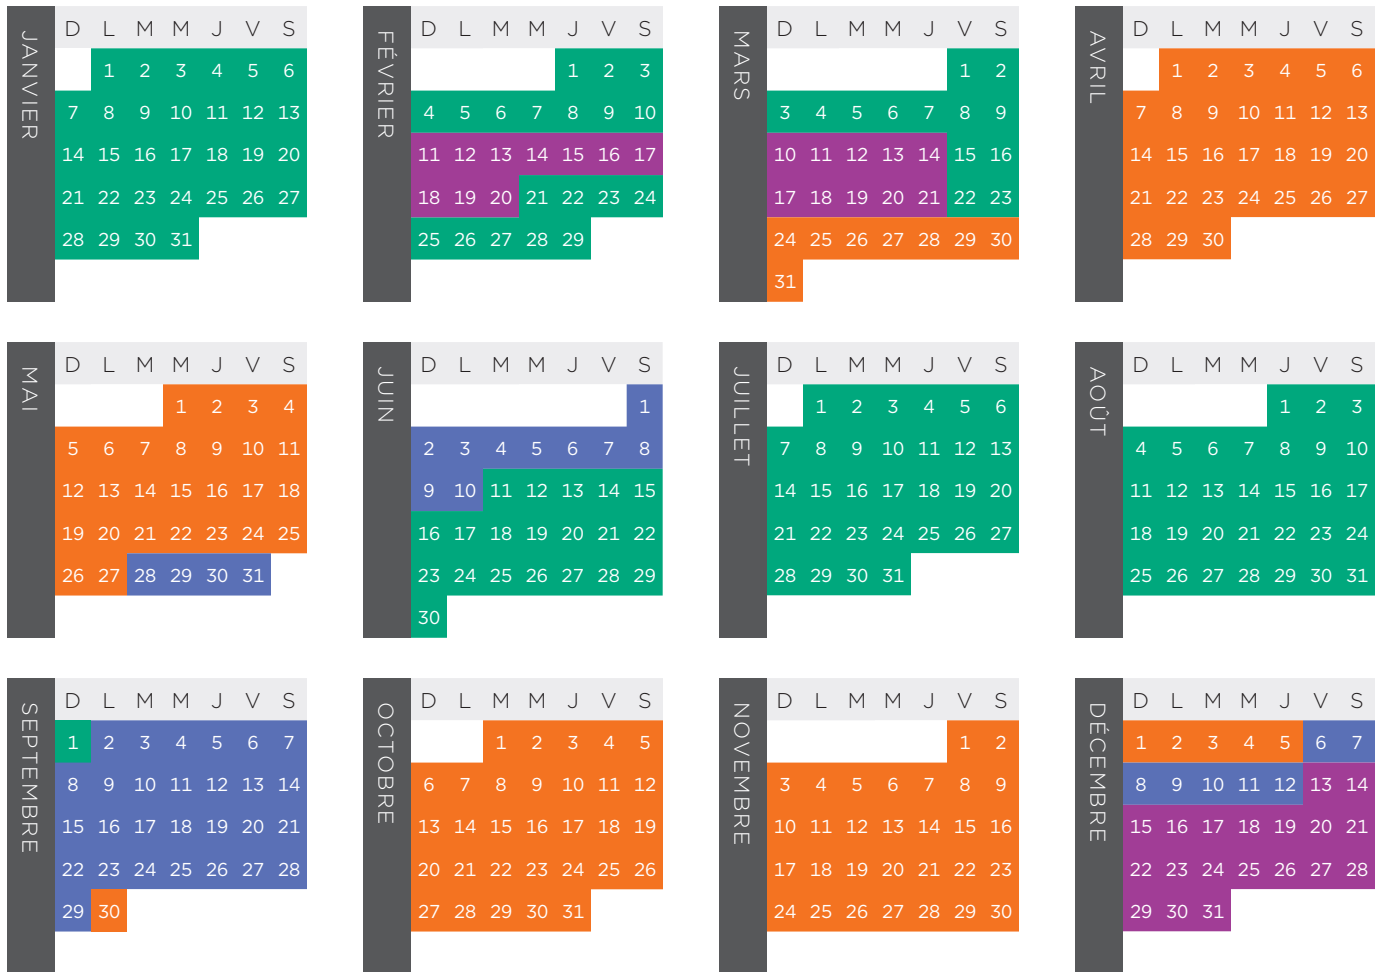 JANVIER
D L M M J V S
1 2 3 4 5 6
7 8 9 10 11 12 13
14 15 16 17 18 19 20
21 22 23 24 25 26 27
28 29 30 31
FÉVRIER
D L M M J V S
1 2 3
4 5 6 7 8 9 10
11 12 13 14 15 16 17
18 19 20 21 22 23 24
25 26 27 28 29
MARS
D L M M J V S
1 2
3 4 5 6 7 8 9
10 11 12 13 14 15 16
17 18 19 20 21 22 23
24 25 26 27 28 29 30
31
AVRIL
D L M M J V S
1 2 3 4 5 6
7 8 9 10 11 12 13
14 15 16 17 18 19 20
21 22 23 24 25 26 27
28 29 30
MAI
D L M M J V S
1 2 3 4
5 6 7 8 9 10 11
12 13 14 15 16 17 18
19 20 21 22 23 24 25
26 27 28 29 30 31
JUIN
D L M M J V S
1
2 3 4 5 6 7 8
9 10 11 12 13 14 15
16 17 18 19 20 21 22
23 24 25 26 27 28 29
30
JUILLET
D L M M J V S
1 2 3 4 5 6
7 8 9 10 11 12 13
14 15 16 17 18 19 20
21 22 23 24 25 26 27
28 29 30 31
AOÛT
D L M M J V S
1 2 3
4 5 6 7 8 9 10
11 12 13 14 15 16 17
18 19 20 21 22 23 24
25 26 27 28 29 30 31
SEPTEMBRE
D L M M J V S
1 2 3 4 5 6 7
8 9 10 11 12 13 14
15 16 17 18 19 20 21
22 23 24 25 26 27 28
29 30
OCTOBRE
D L M M J V S
1 2 3 4 5
6 7 8 9 10 11 12
13 14 15 16 17 18 19
20 21 22 23 24 25 26
27 28 29 30 31
NOVEMBRE
D L M M J V S
1 2
3 4 5 6 7 8 9
10 11 12 13 14 15 16
17 18 19 20 21 22 23
24 25 26 27 28 29 30
DÉCEMBRE
D L M M J V S
1 2 3 4 5 6 7
8 9 10 11 12 13 14
15 16 17 18 19 20 21
22 23 24 25 26 27 28
29 30 31